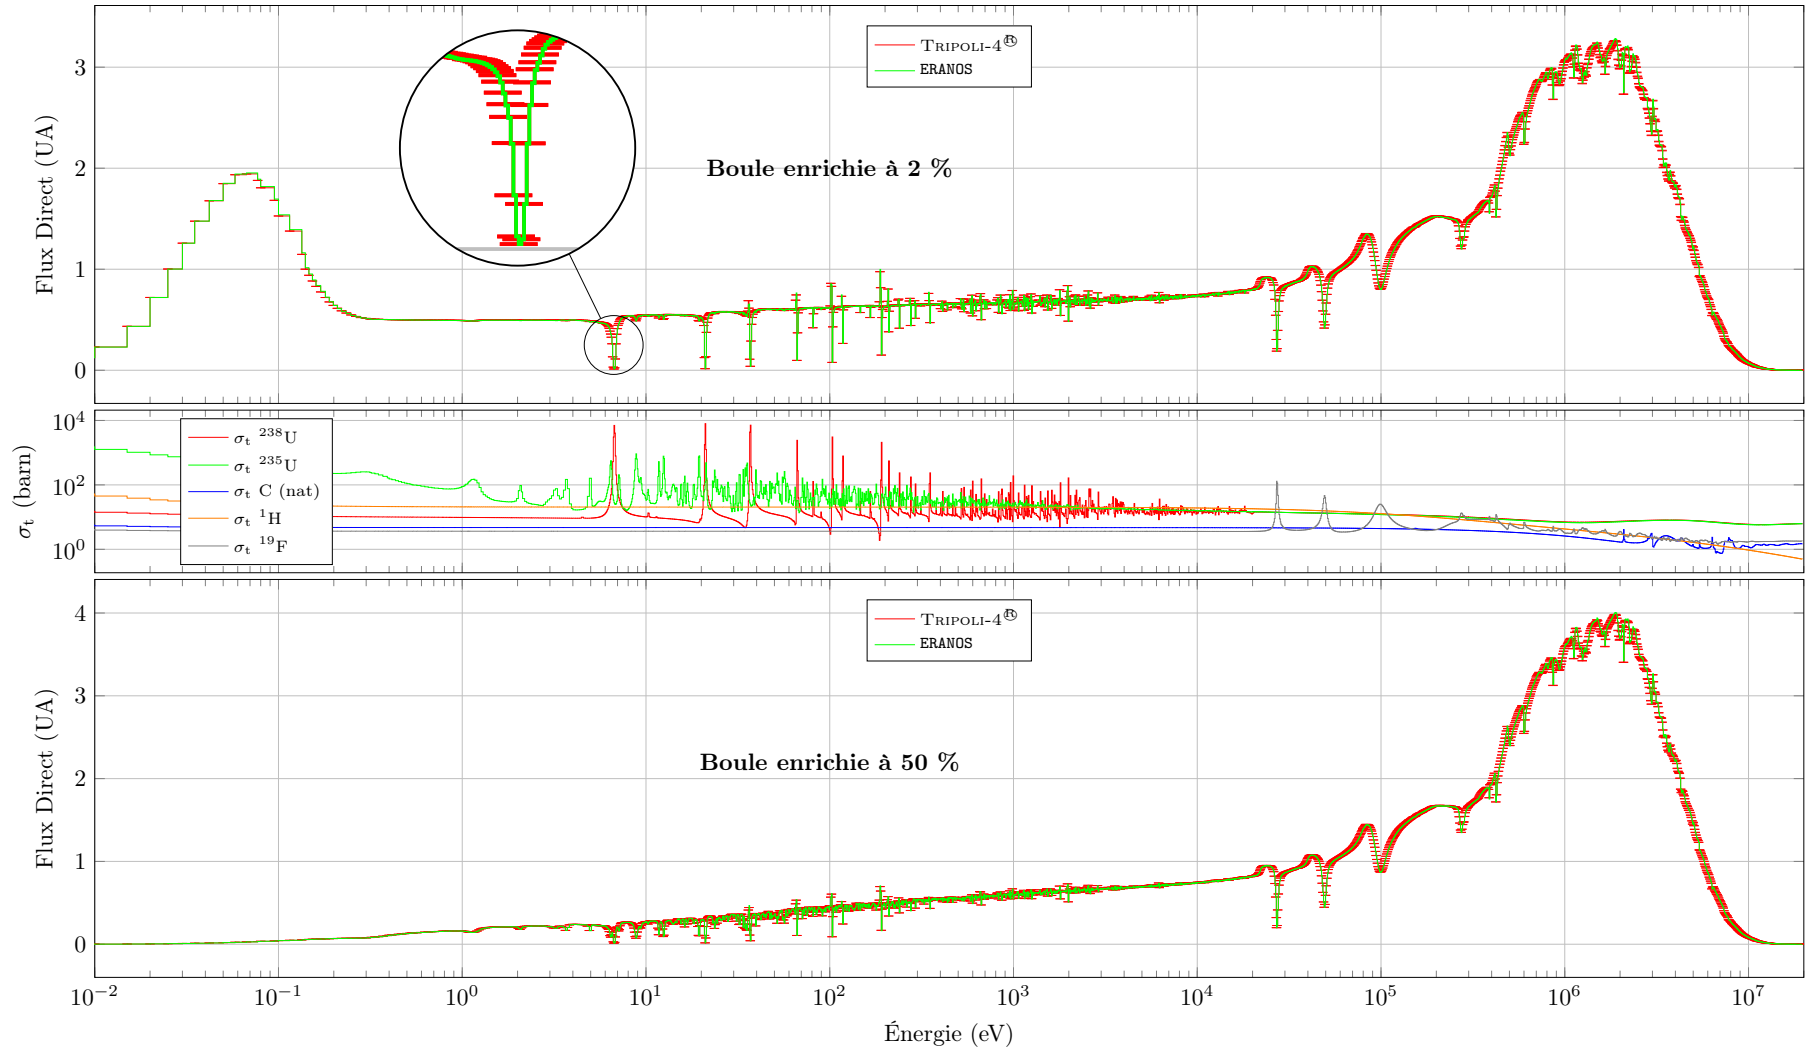 Flux Direct (UA)
3
2
1
0
TRIPOLI-4®
ERANOS
Boule enrichie à 2 %
σt (barn)
10^4
10^2
10^0
σt 238U
σt 235U
σt C (nat)
σt 1H
σt 19F
Flux Direct (UA)
4
3
2
1
0
TRIPOLI-4®
ERANOS
Boule enrichie à 50 %
10^−2 10^−1 10^0 10^1 10^2 10^3 10^4 10^5 10^6 10^7
Énergie (eV)